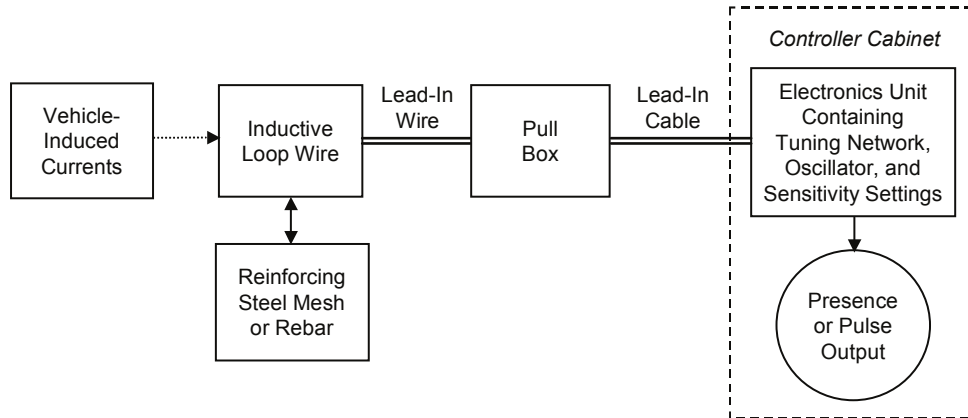 Controller Cabinet
Vehicle-
Induced
Currents
Inductive
Loop Wire
Lead-In
Wire
Pull
Box
Lead-In
Cable
Electronics Unit
Containing
Tuning Network,
Oscillator, and
Sensitivity Settings
Reinforcing
Steel Mesh
or Rebar
Presence
or Pulse
Output